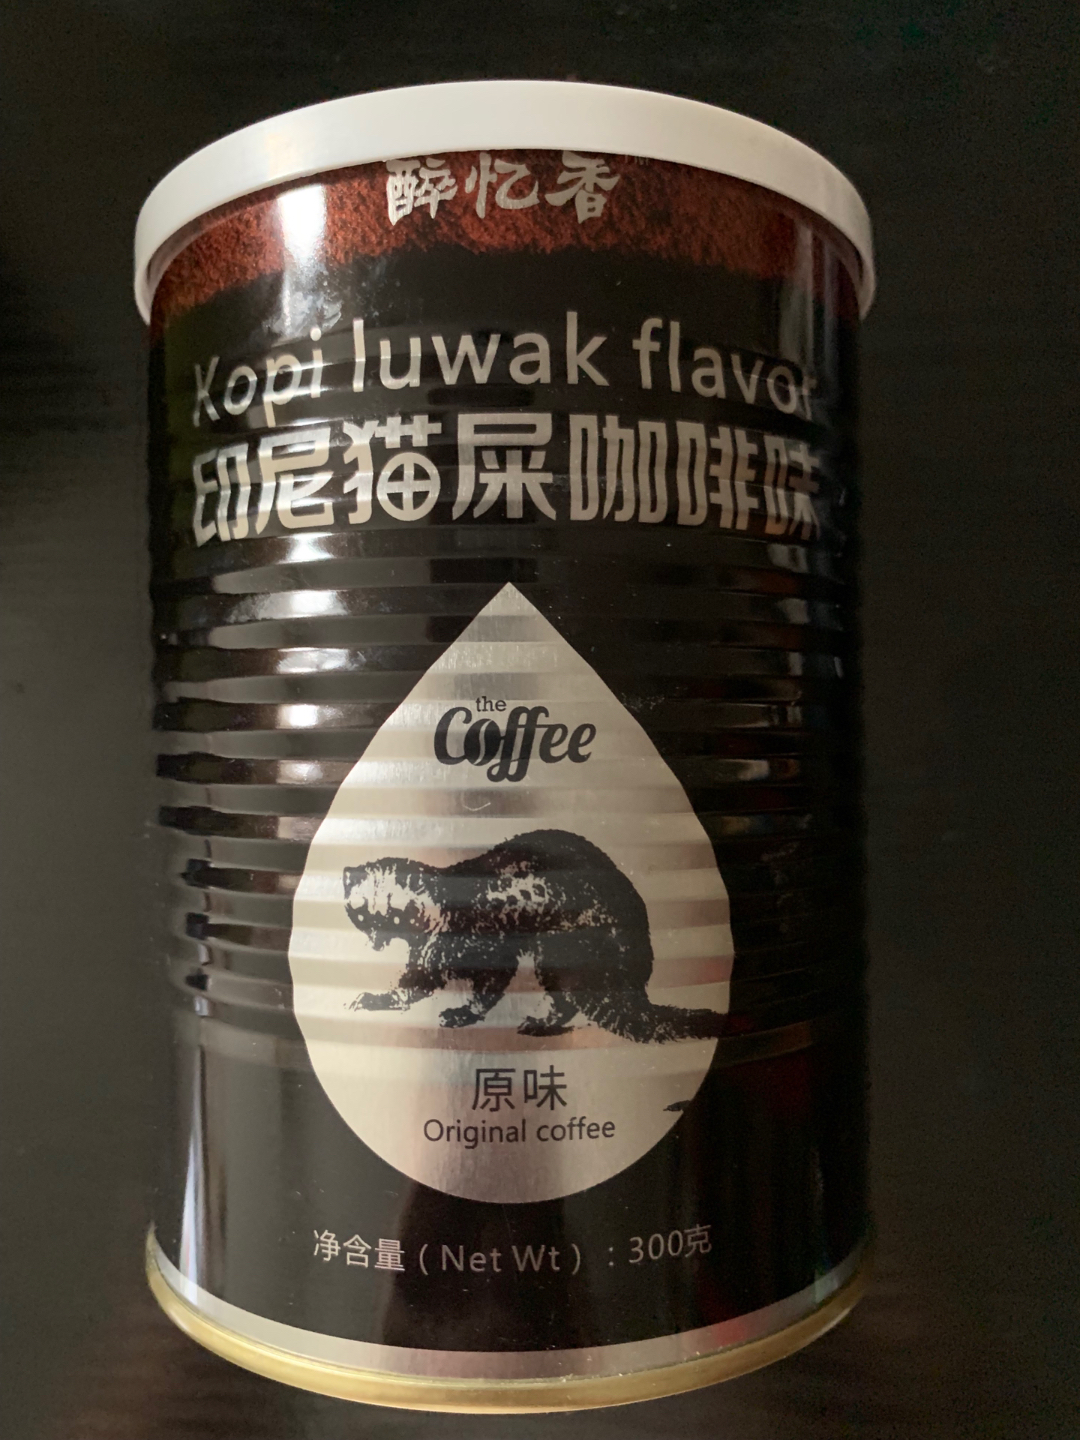 醉忆香
Kopi luwak flavor
印尼猫屎咖啡味
the
Coffee
原味
Original coffee
净含量(Net Wt):300克